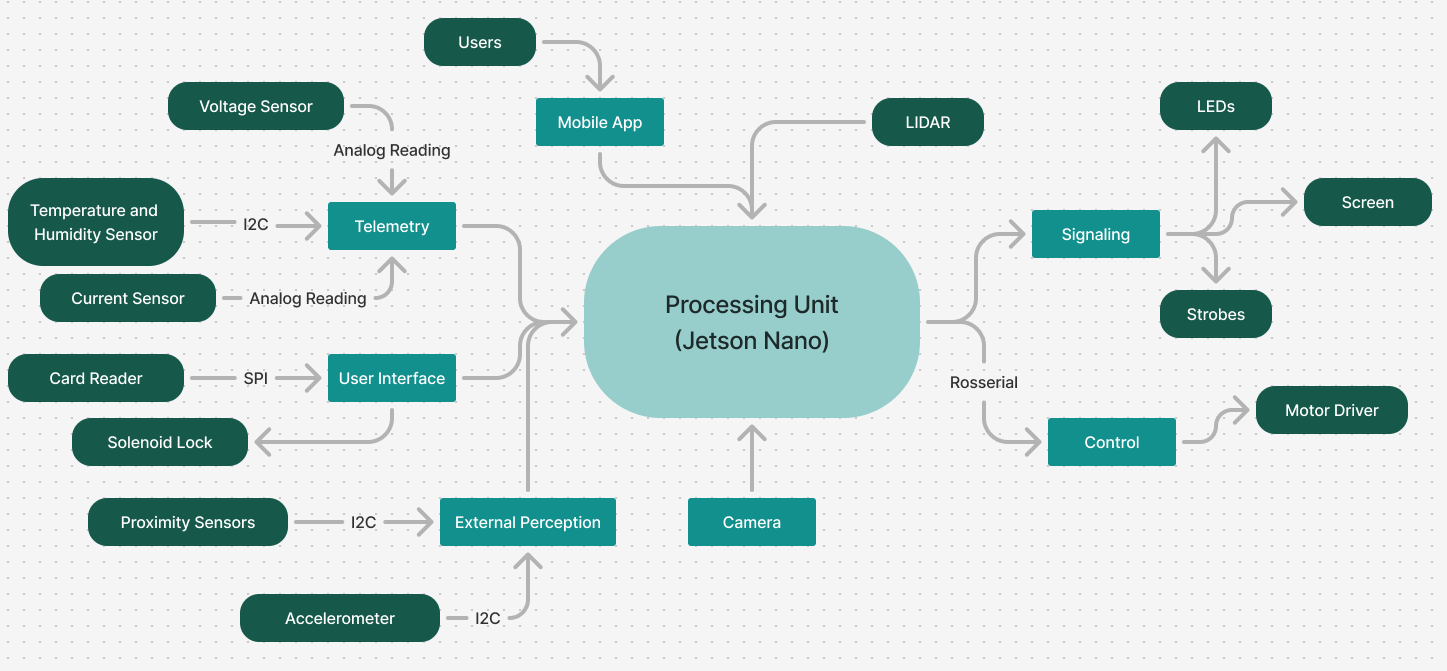 Users
Voltage Sensor
Mobile App
LIDAR
LEDs
Analog Reading
Temperature and
Humidity Sensor
I2C
Telemetry
Screen
Signaling
Current Sensor
Analog Reading
Processing Unit
(Jetson Nano)
Strobes
Card Reader
SPI
User Interface
Rosserial
Motor Driver
Solenoid Lock
Control
Proximity Sensors
I2C
External Perception
Camera
Accelerometer
I2C